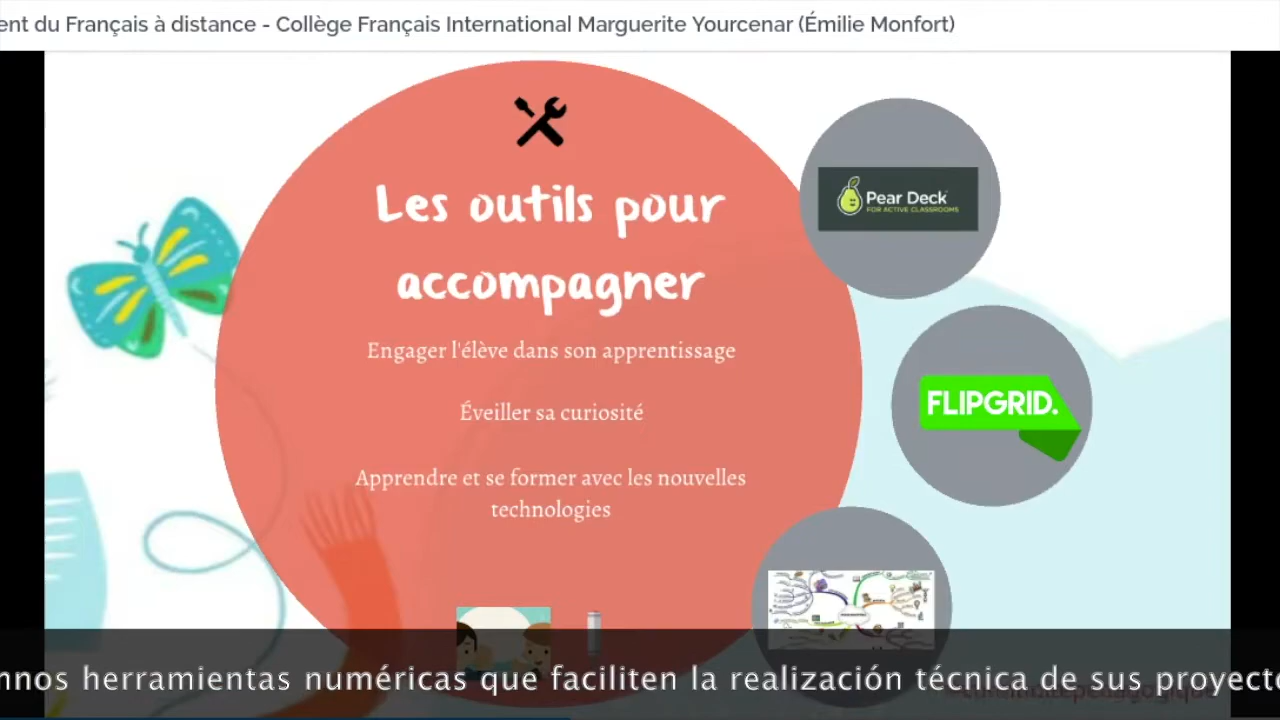 ent du Français à distance - Collège Français International Marguerite Yourcenar (Émilie Monfort)
Les outils pour
accompagner
Engager l'élève dans son apprentissage
Éveiller sa curiosité
Apprendre et se former avec les nouvelles
technologies
Pear Deck
FOR ACTIVE CLASSROOMS
FLIPGRID.
mnos herramientas numéricas que faciliten la realización técnica de sus proyecto